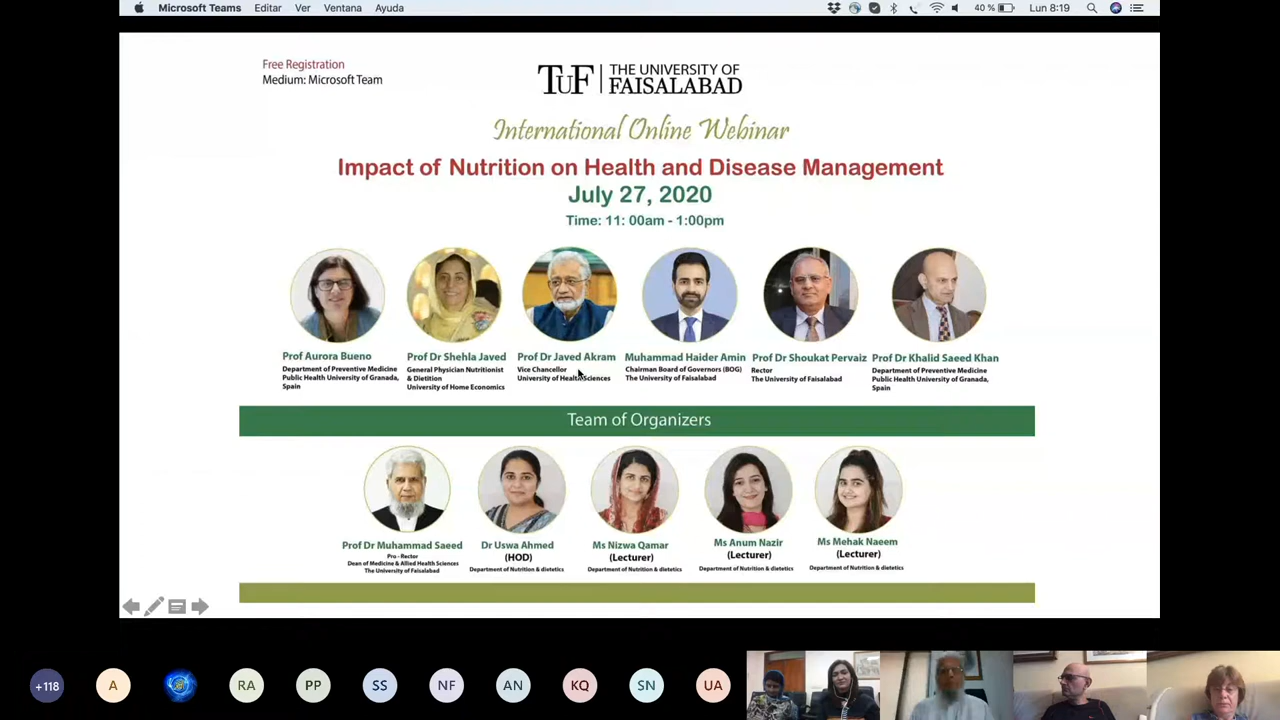 Microsoft Teams Editar Ver Ventana Ayuda 40 % Lun 8:19
Free Registration
Medium: Microsoft Team
TUF THE UNIVERSITY OF
FAISALABAD
International Online Webinar
Impact of Nutrition on Health and Disease Management
July 27, 2020
Time: 11: 00am - 1:00pm
Prof Aurora Bueno
Department of Preventive Medicine
Public Health University of Granada,
Spain
Prof Dr Shehla Javed
General Physician Nutritionist
& Dietition
University of Home Economics
Prof Dr Javed Akram
Vice Chancellor
University of Health Sciences
Muhammad Haider Amin
Chairman Board of Governors (BOG)
The University of Faisalabad
Prof Dr Shoukat Pervaiz
Rector
The University of Faisalabad
Prof Dr Khalid Saeed Khan
Department of Preventive Medicine
Public Health University of Granada,
Spain
Team of Organizers
Prof Dr Muhammad Saeed
Pro - Rector
Dean of Medicine & Allied Health Sciences
The University of Faisalabad
Dr Uswa Ahmed
(HOD)
Department of Nutrition & dietetics
Ms Nizwa Qamar
(Lecturer)
Department of Nutrition & dietetics
Ms Anum Nazir
(Lecturer)
Department of Nutrition & dietetics
Ms Mehak Naeem
(Lecturer)
Department of Nutrition & dietetics
+118 A RA PP SS NF AN KQ SN UA